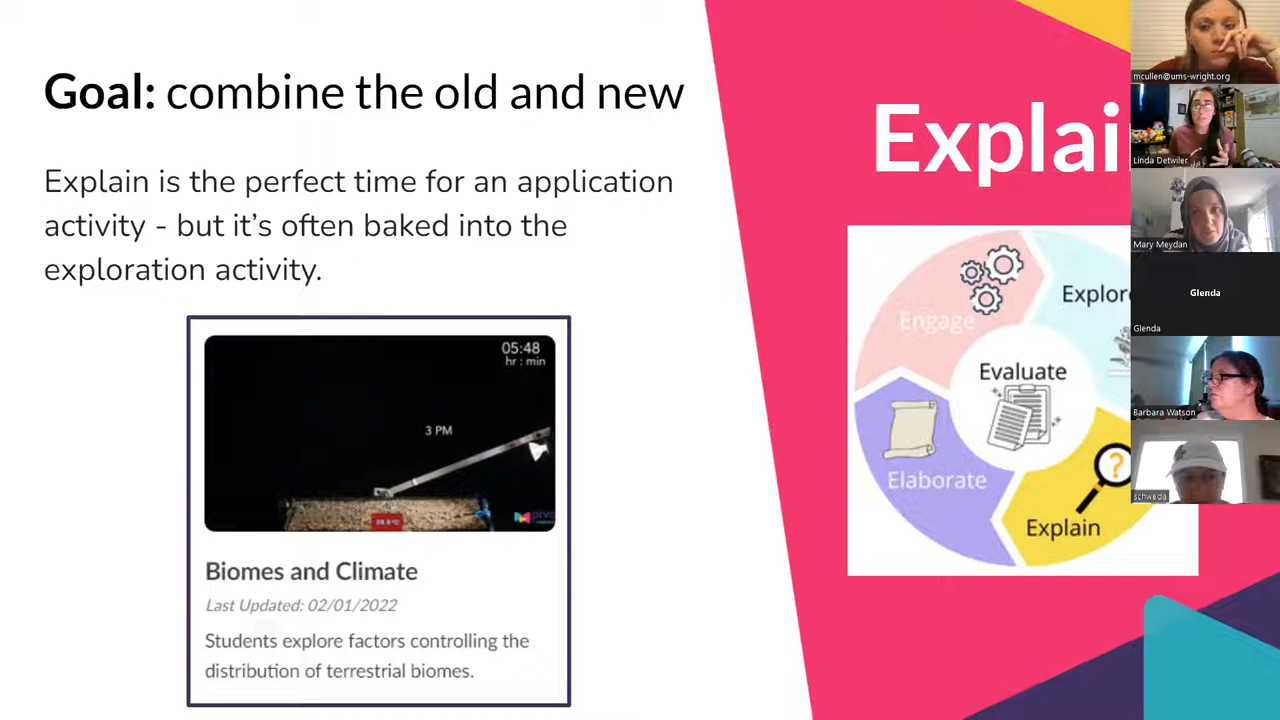 Goal: combine the old and new
Explain is the perfect time for an application
activity - but it's often baked into the
exploration activity.
05:48
hr : min
3 PM
Biomes and Climate
Last Updated: 02/01/2022
Students explore factors controlling the
distribution of terrestrial biomes.
Explai
Engage
Explore
Evaluate
Elaborate
?
Explain
mcullen@ums-wright.org
Linda Detwiler
Mary Meydan
Glenda
Glenda
Barbara Watson
schweda